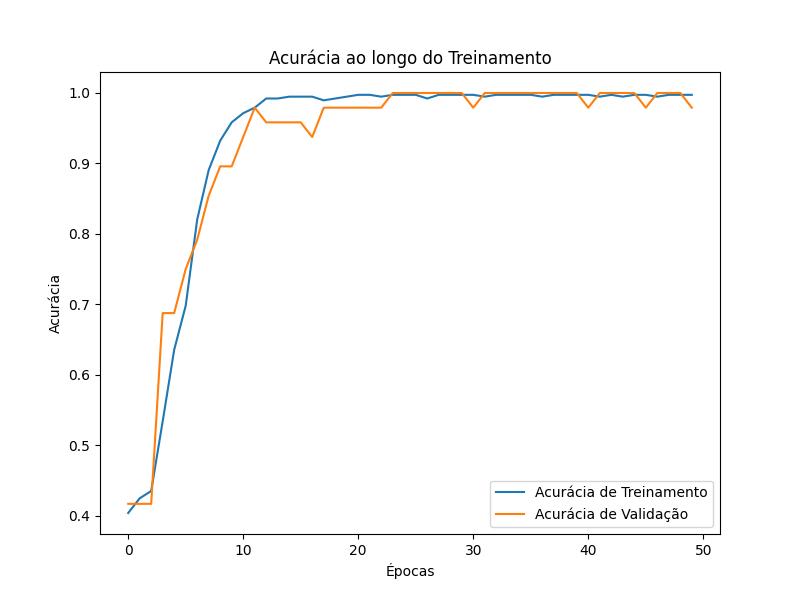 Acurácia ao longo do Treinamento
1.0
0.9
0.8
0.7
0.6
0.5
0.4
Acurácia
0 10 20 30 40 50
Épocas
Acurácia de Treinamento
Acurácia de Validação